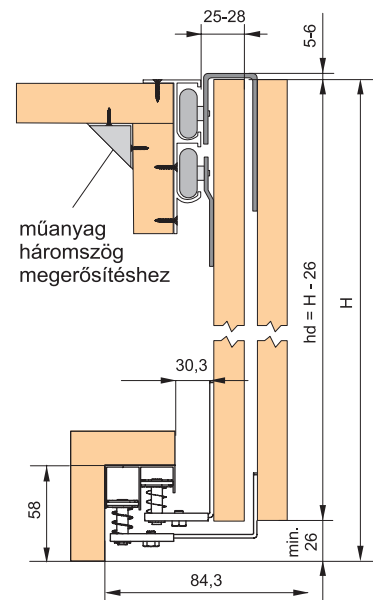 25-28
5-6
műanyag
háromszög
megerősítéshez
hd = H - 26
H
30,3
58
min.
26
84,3